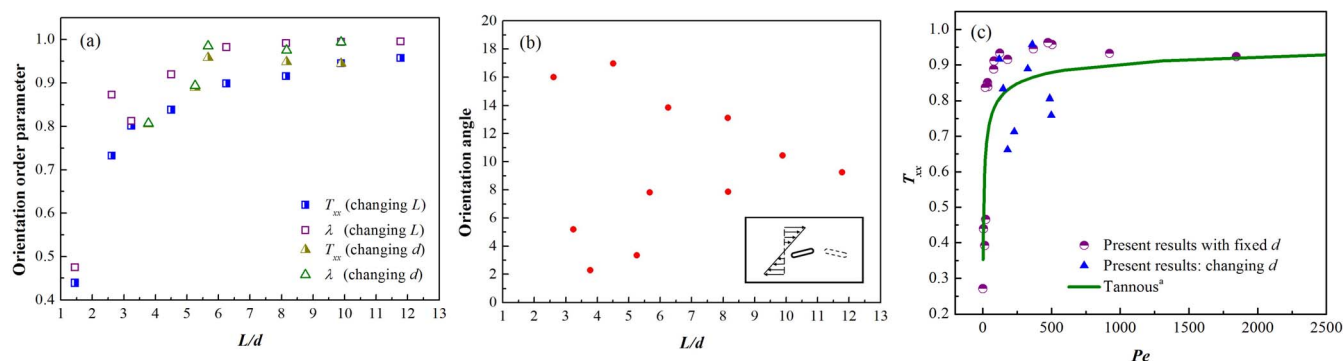 (a)
Orientation order parameter
1.0
0.9
0.8
0.7
0.6
0.5
0.4
Txx (changing L)
λ (changing L)
Txx (changing d)
λ (changing d)
1 2 3 4 5 6 7 8 9 10 11 12 13
L/d
(b)
Orientation angle
20
18
16
14
12
10
8
6
4
2
0
1 2 3 4 5 6 7 8 9 10 11 12 13
L/d
(c)
Txx
1.0
0.9
0.8
0.7
0.6
0.5
0.4
0.3
0.2
Present results with fixed d
Present results: changing d
Tannousª
0 500 1000 1500 2000 2500
Pe